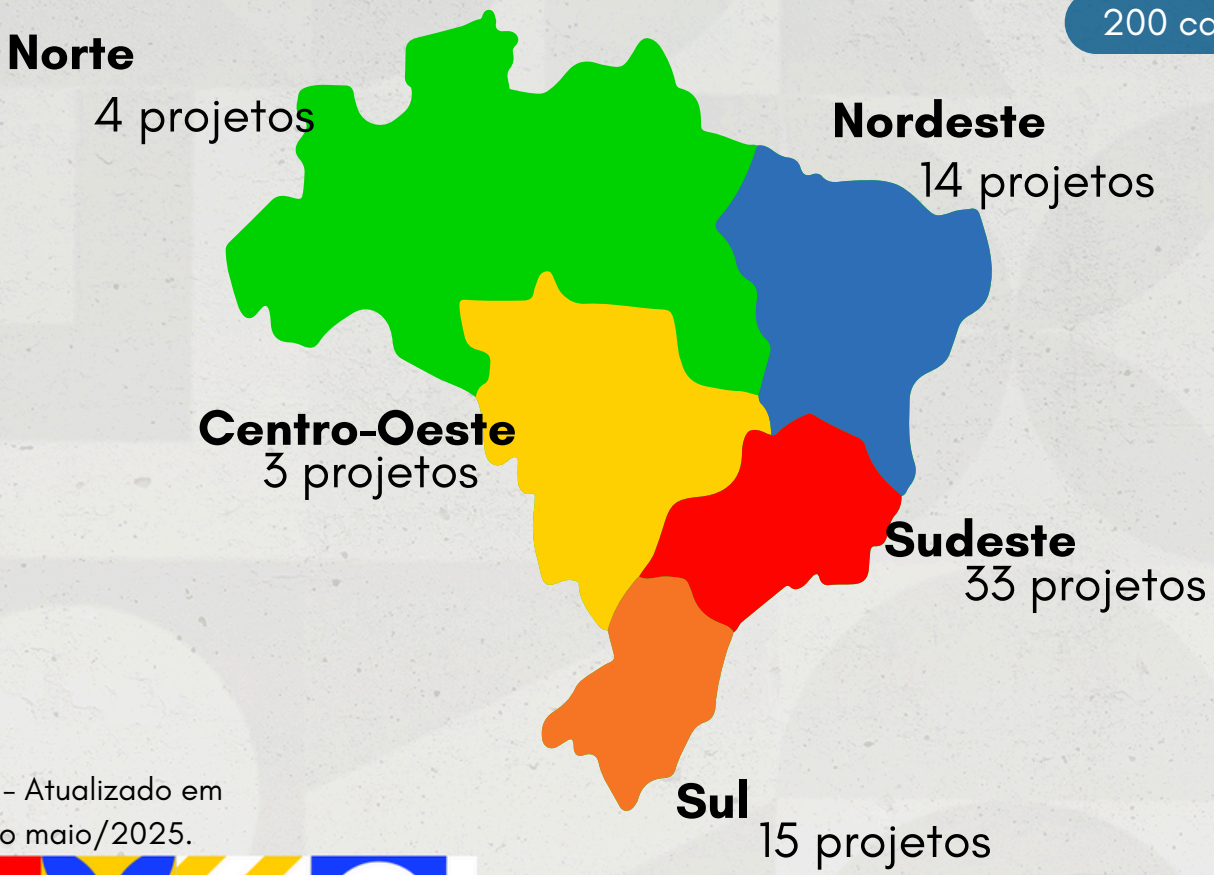 200
Norte
4 projetos
Nordeste
14 projetos
Centro-Oeste
3 projetos
Sudeste
33 projetos
Sul
15 projetos
- Atualizado em
o maio/2025.